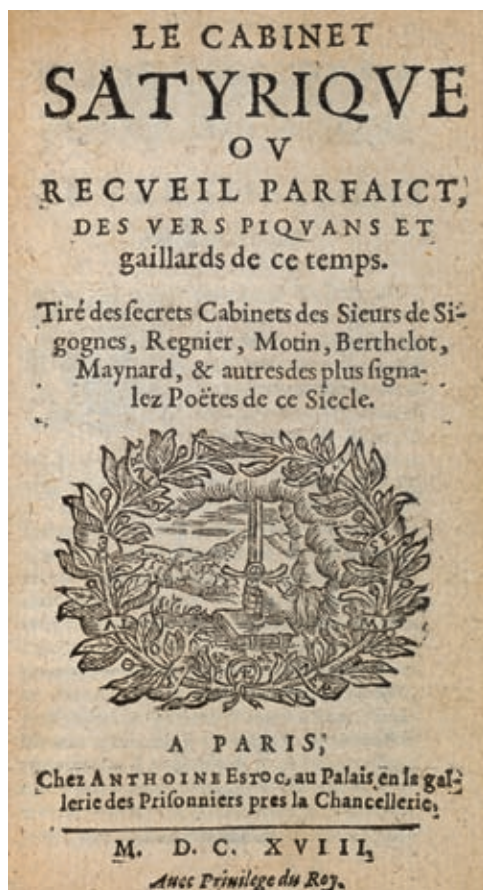 LE CABINET
SATYRIQVE
OV
RECVEIL PARFAICT,
DES VERS PIQVANS ET
gaillards de ce temps.
Tiré des ſecrets Cabinets des Sieurs de Si-
gognes, Regnier, Motin, Berthelot,
Maynard, & autres des plus ſigna-
lez Poëtes de ce Siecle.
A PARIS,
Chez ANTHOINE ESTOC, au Palais en la gal-
lerie des Priſonniers pres la Chancellerie,
M. D. C. XVIII,
Auec Priuilege du Roy.